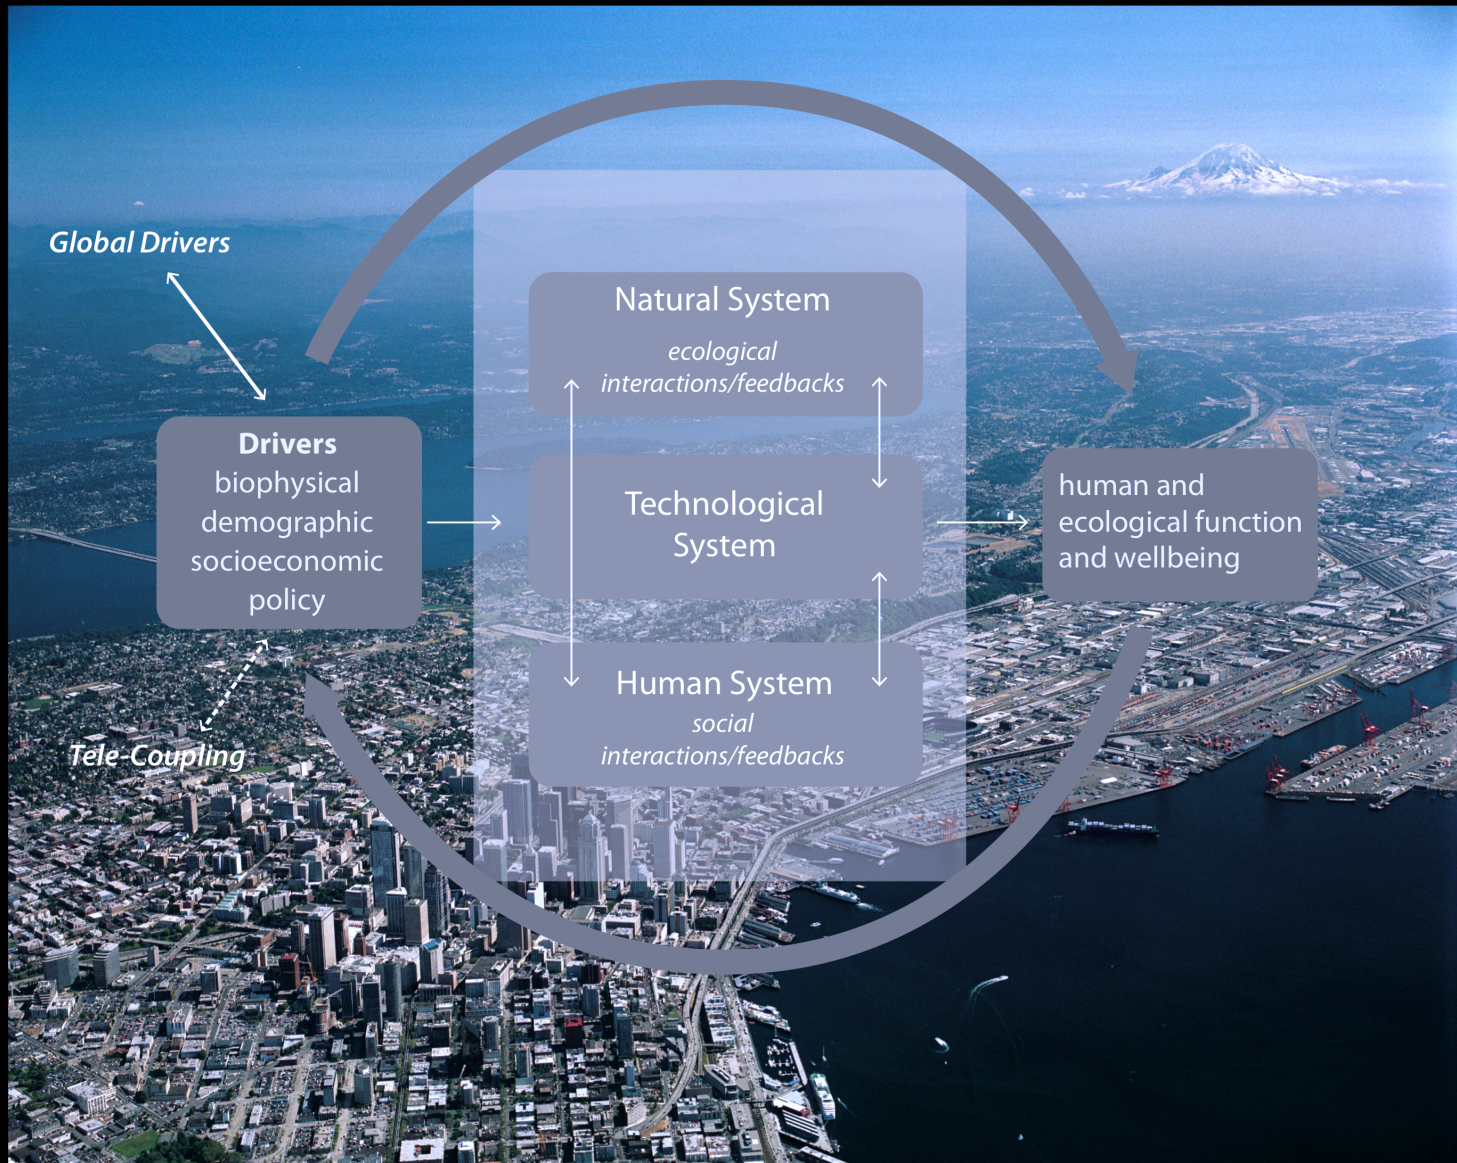 Global Drivers
Drivers
biophysical
demographic
socioeconomic
policy
Tele-Coupling
Natural System
ecological
interactions/feedbacks
Technological
System
Human System
social
interactions/feedbacks
human and
ecological function
and wellbeing